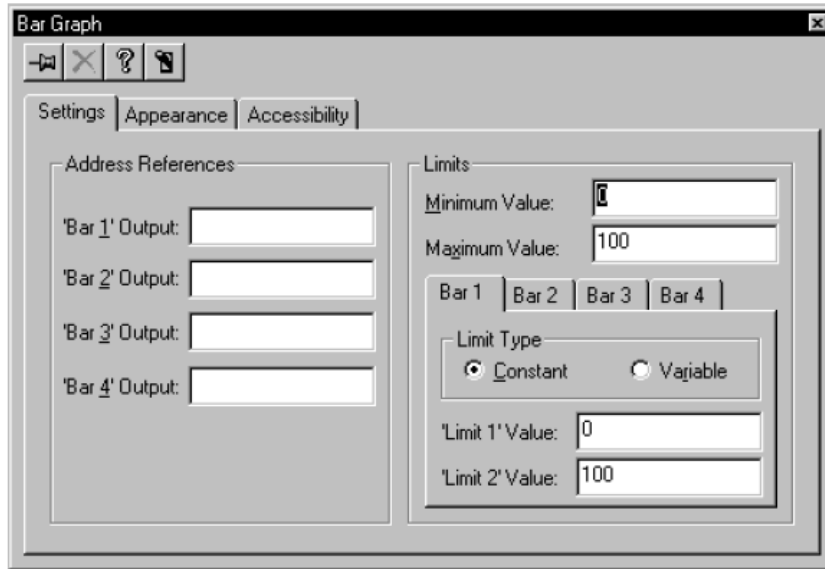 Bar Graph
Settings Appearance Accessibility
Address References
'Bar 1' Output:
'Bar 2' Output:
'Bar 3' Output:
'Bar 4' Output:
Limits
Minimum Value: 0
Maximum Value: 100
Bar 1 Bar 2 Bar 3 Bar 4
Limit Type
Constant Variable
'Limit 1' Value: 0
'Limit 2' Value: 100